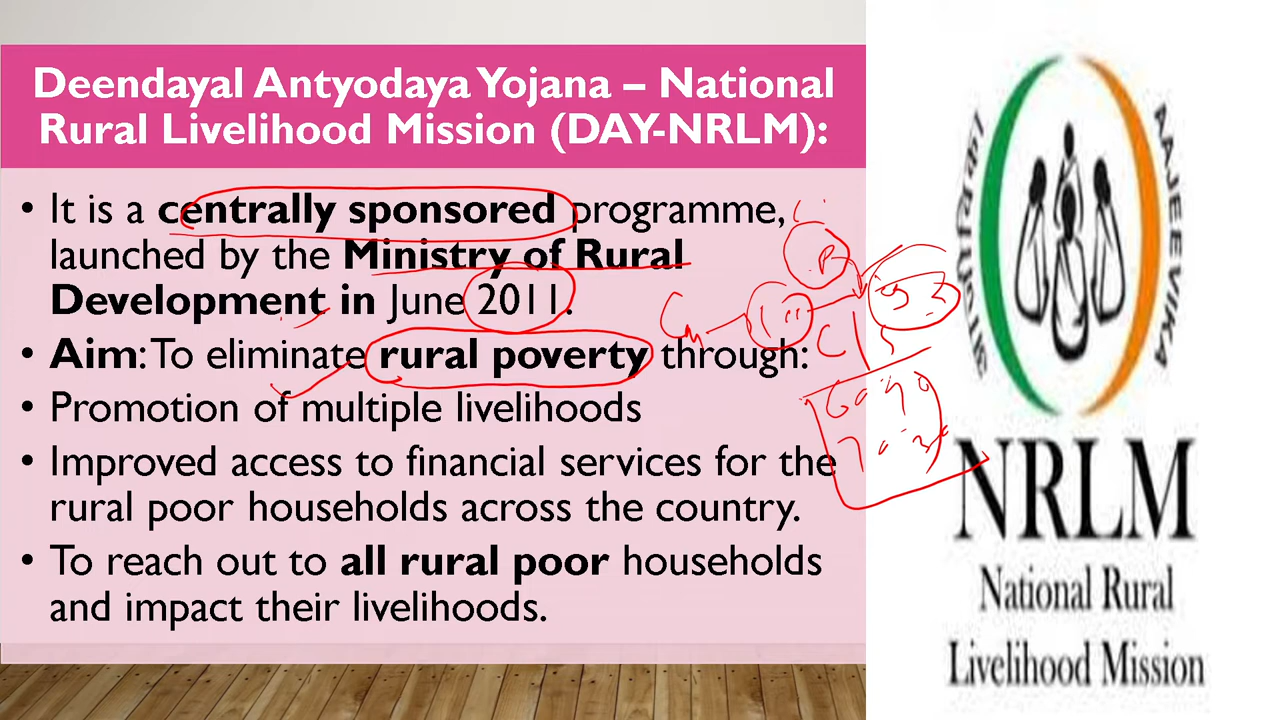 Deendayal Antyodaya Yojana – National
Rural Livelihood Mission (DAY-NRLM):
• It is a centrally sponsored programme,
launched by the Ministry of Rural
Development in June 2011.
• Aim: To eliminate rural poverty through:
• Promotion of multiple livelihoods
• Improved access to financial services for the
rural poor households across the country.
• To reach out to all rural poor households
and impact their livelihoods.
आजीविका
AAJEEVIKA
NRLM
National Rural
Livelihood Mission